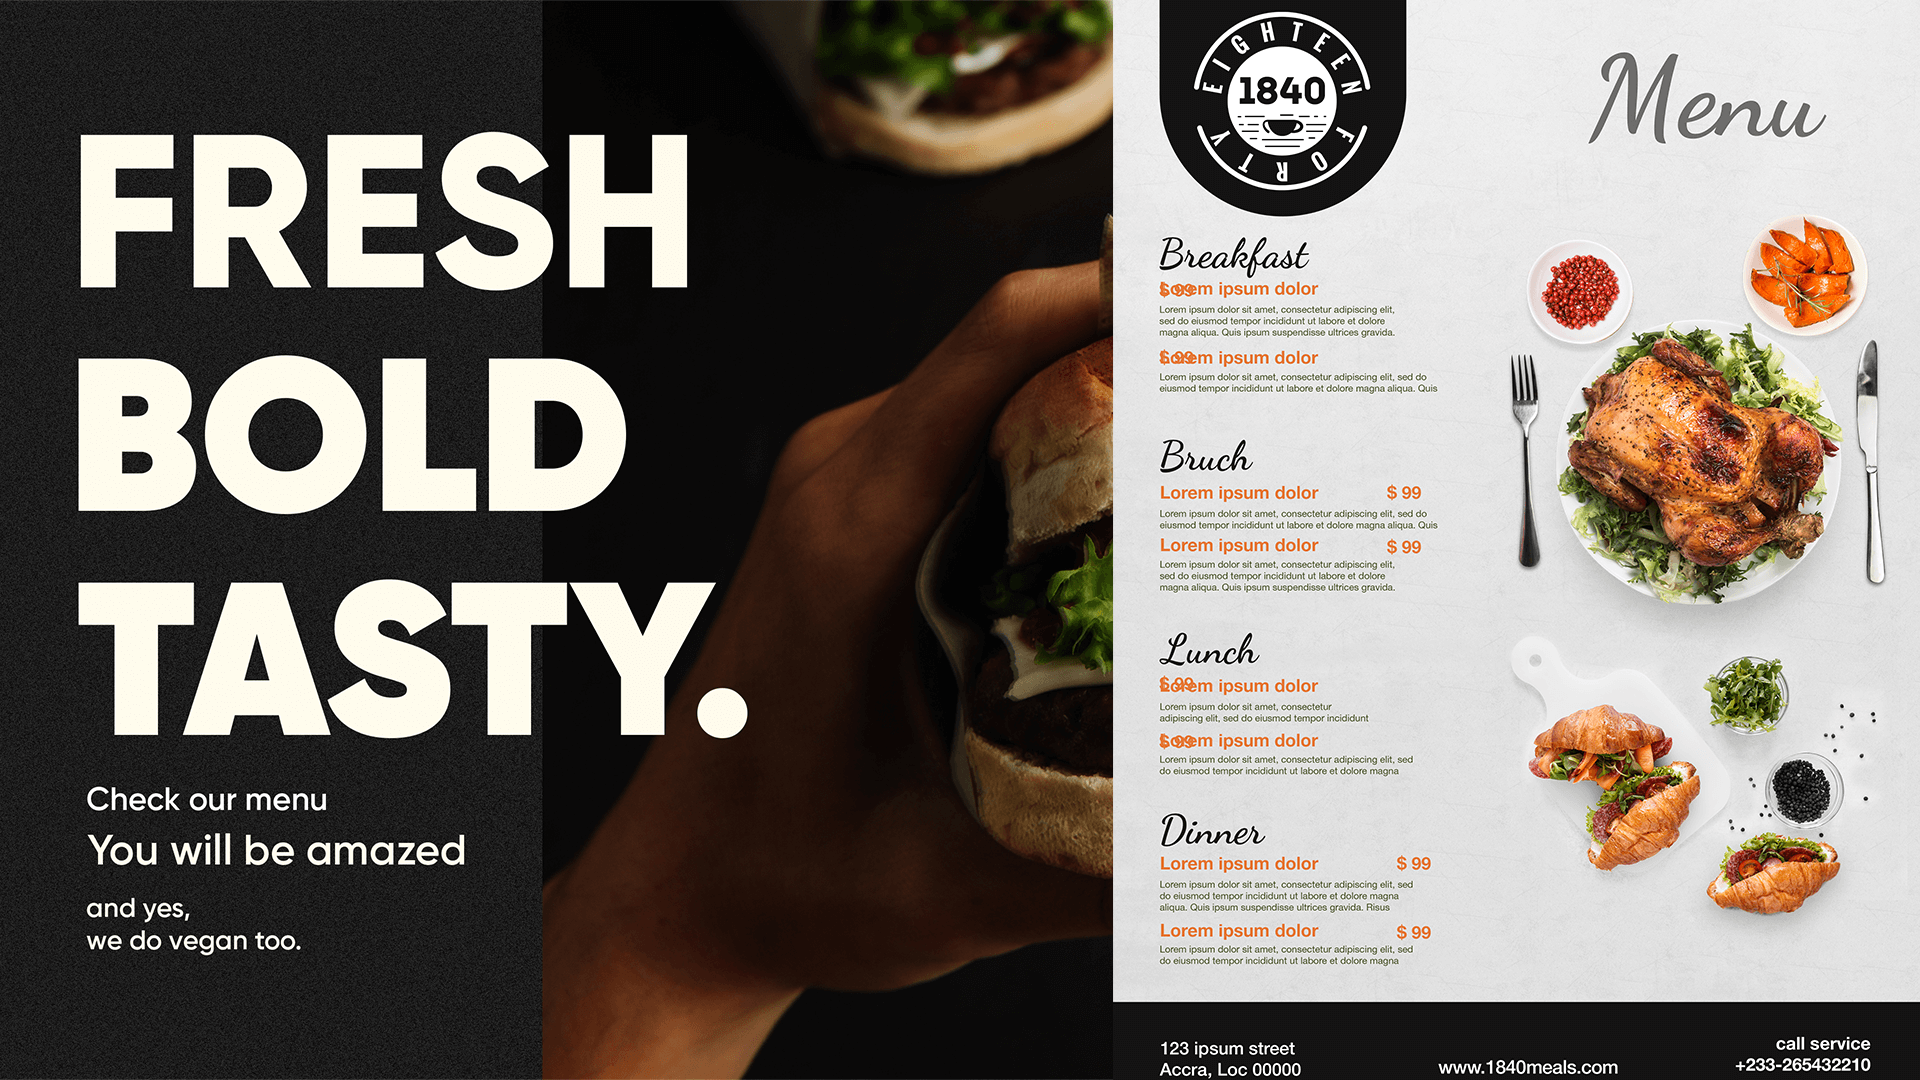 FRESH
BOLD
TASTY.
Check our menu
You will be amazed
and yes,
we do vegan too.
EIGHTEEN
1840
FORTY
Menu
Breakfast
$ 99 Lorem ipsum dolor
Lorem ipsum dolor sit amet, consectetur adipiscing elit,
sed do eiusmod tempor incididunt ut labore et dolore
magna aliqua. Quis ipsum suspendisse ultrices gravida.
$ 99 Lorem ipsum dolor
Lorem ipsum dolor sit amet, consectetur adipiscing elit, sed do
eiusmod tempor incididunt ut labore et dolore magna aliqua. Quis
Bruch
Lorem ipsum dolor $ 99
Lorem ipsum dolor sit amet, consectetur adipiscing elit, sed do
eiusmod tempor incididunt ut labore et dolore magna aliqua. Quis
Lorem ipsum dolor $ 99
Lorem ipsum dolor sit amet, consectetur adipiscing elit,
sed do eiusmod tempor incididunt ut labore et dolore
magna aliqua. Quis ipsum suspendisse ultrices gravida.
Lunch
$ 99 Lorem ipsum dolor
Lorem ipsum dolor sit amet, consectetur
adipiscing elit, sed do eiusmod tempor incididunt
$ 99 Lorem ipsum dolor
Lorem ipsum dolor sit amet, consectetur adipiscing elit, sed
do eiusmod tempor incididunt ut labore et dolore magna
Dinner
Lorem ipsum dolor $ 99
Lorem ipsum dolor sit amet, consectetur adipiscing elit, sed
do eiusmod tempor incididunt ut labore et dolore magna
aliqua. Quis ipsum suspendisse ultrices gravida. Risus
Lorem ipsum dolor $ 99
Lorem ipsum dolor sit amet, consectetur adipiscing elit, sed
do eiusmod tempor incididunt ut labore et dolore magna
123 ipsum street
Accra, Loc 00000
www.1840meals.com
call service
+233-265432210